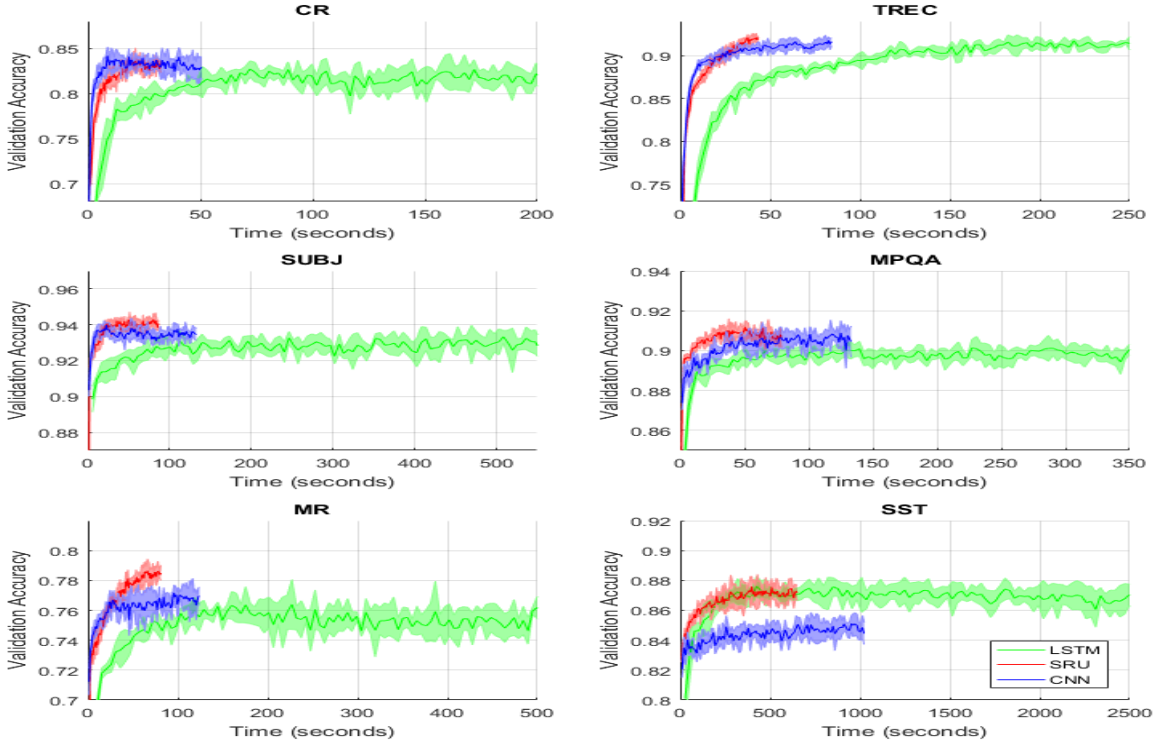 CR
Validation Accuracy
0.85
0.8
0.75
0.7
0 50 100 150 200
Time (seconds)
TREC
Validation Accuracy
0.9
0.85
0.8
0.75
0 50 100 150 200 250
Time (seconds)
SUBJ
Validation Accuracy
0.96
0.94
0.92
0.9
0.88
0 100 200 300 400 500
Time (seconds)
MPQA
Validation Accuracy
0.94
0.92
0.9
0.88
0.86
0 50 100 150 200 250 300 350
Time (seconds)
MR
Validation Accuracy
0.8
0.78
0.76
0.74
0.72
0.7
0 100 200 300 400 500
Time (seconds)
SST
Validation Accuracy
0.92
0.9
0.88
0.86
0.84
0.82
0.8
0 500 1000 1500 2000 2500
Time (seconds)
LSTM
SRU
CNN